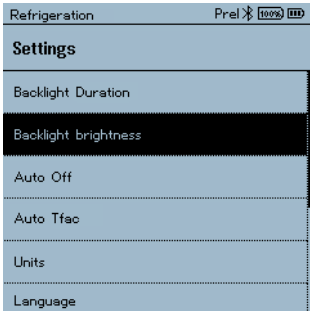 Refrigeration Prel 100%
Settings
Backlight Duration
Backlight brightness
Auto Off
Auto Tfac
Units
Language